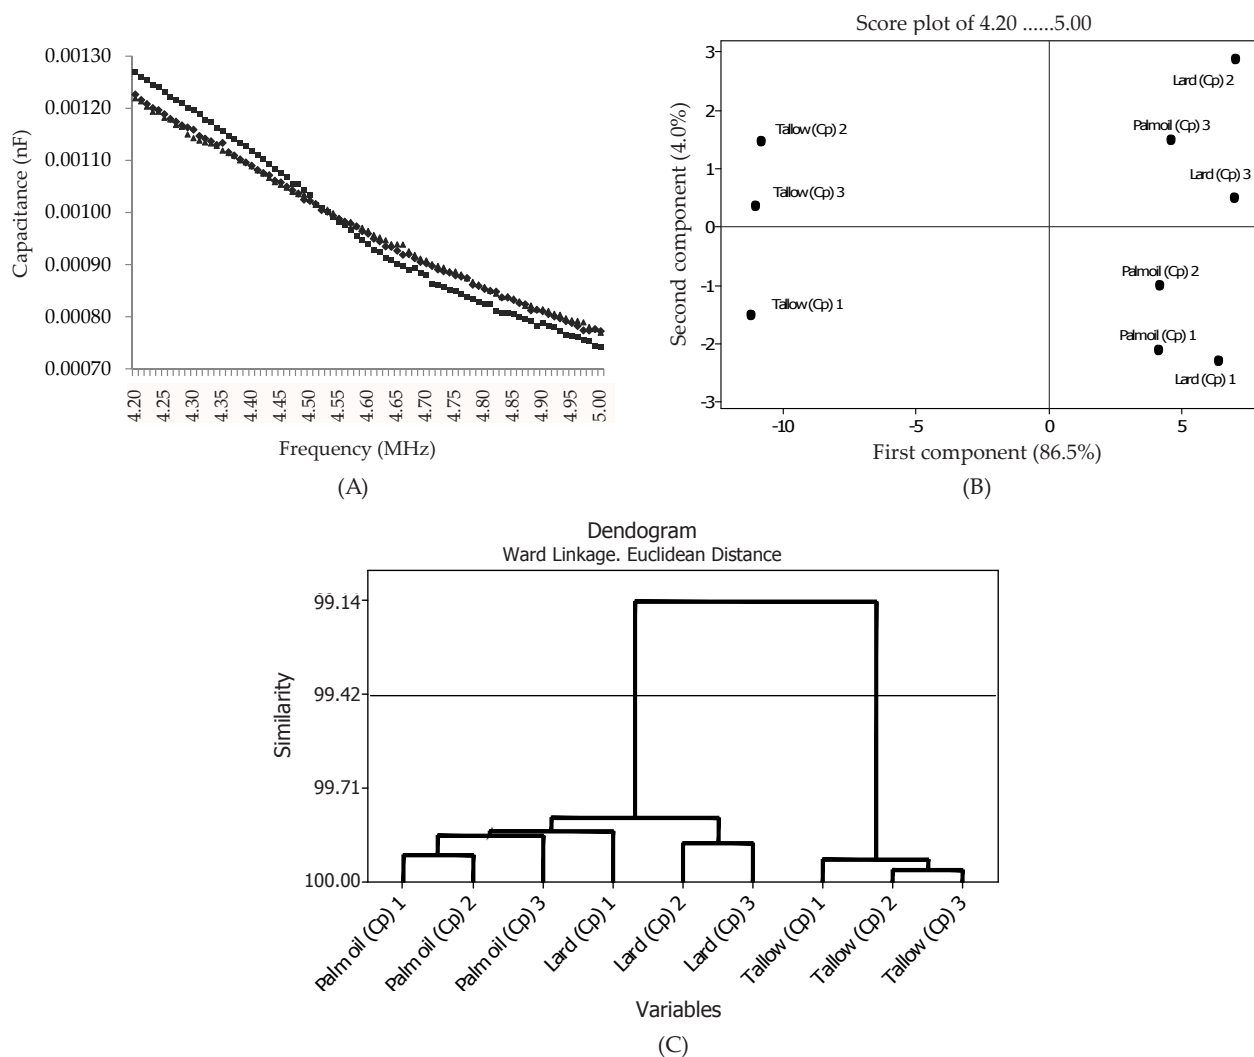 0.00130
0.00120
0.00110
0.00100
0.00090
0.00080
0.00070
Capacitance (nF)
4.20
4.25
4.30
4.35
4.40
4.45
4.50
4.55
4.60
4.65
4.70
4.75
4.80
4.85
4.90
4.95
5.00
Frequency (MHz)
(A)
Score plot of 4.20 ......5.00
3
2
1
0
-1
-2
-3
Second component (4.0%)
Lard (Cp) 2
Tallow (Cp) 2
Palmoil (Cp) 3
Tallow (Cp) 3
Lard (Cp) 3
Palmoil (Cp) 2
Tallow (Cp) 1
Palmoil (Cp) 1
Lard (Cp) 1
-10
-5
0
5
First component (86.5%)
(B)
Dendogram
Ward Linkage. Euclidean Distance
99.14
99.42
99.71
100.00
Similarity
Palm oil (Cp) 1
Palm oil (Cp) 2
Palm oil (Cp) 3
Lard (Cp) 1
Lard (Cp) 2
Lard (Cp) 3
Tallow (Cp) 1
Tallow (Cp) 2
Tallow (Cp) 3
Variables
(C)